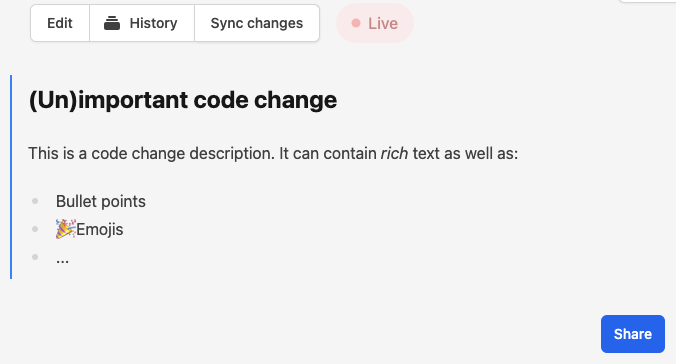 Edit History Sync changes Live
(Un)important code change
This is a code change description. It can contain rich text as well as:
Bullet points
🎉Emojis
...
Share